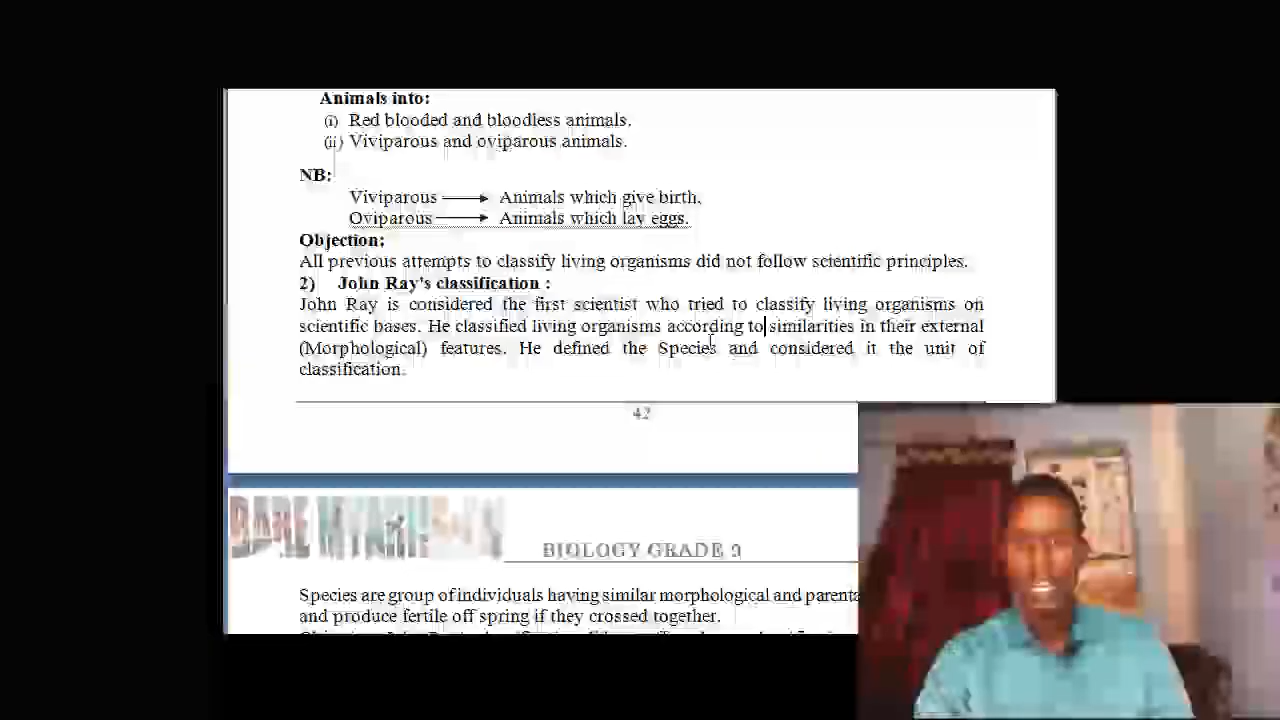 Animals into:
(i) Red blooded and bloodless animals.
(ii) Viviparous and oviparous animals.
NB:
Viviparous → Animals which give birth.
Oviparous → Animals which lay eggs.
Objection:
All previous attempts to classify living organisms did not follow scientific principles.
2) John Ray's classification :
John Ray is considered the first scientist who tried to classify living organisms on
scientific bases. He classified living organisms according to similarities in their external
(Morphological) features. He defined the Species and considered it the unit of
classification.
42
BIOLOGY GRADE 9
Species are group of individuals having similar morphological and
and produce fertile off spring if they crossed together.